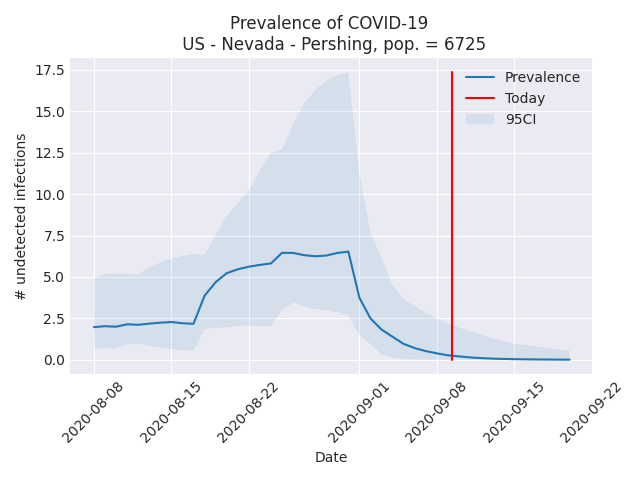 Prevalence of COVID-19
US - Nevada - Pershing, pop. = 6725
17.5
15.0
12.5
10.0
7.5
5.0
2.5
0.0
# undetected infections
Prevalence
Today
95CI
2020-08-08
2020-08-15
2020-08-22
2020-09-01
2020-09-08
2020-09-15
2020-09-22
Date